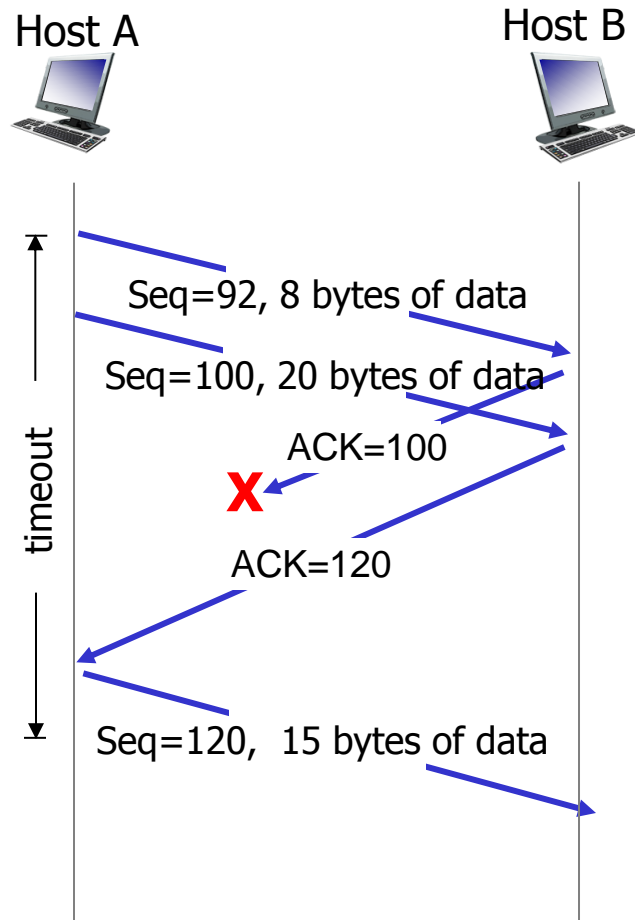 Host A
Host B
Seq=92, 8 bytes of data
Seq=100, 20 bytes of data
ACK=100
X
timeout
ACK=120
Seq=120, 15 bytes of data